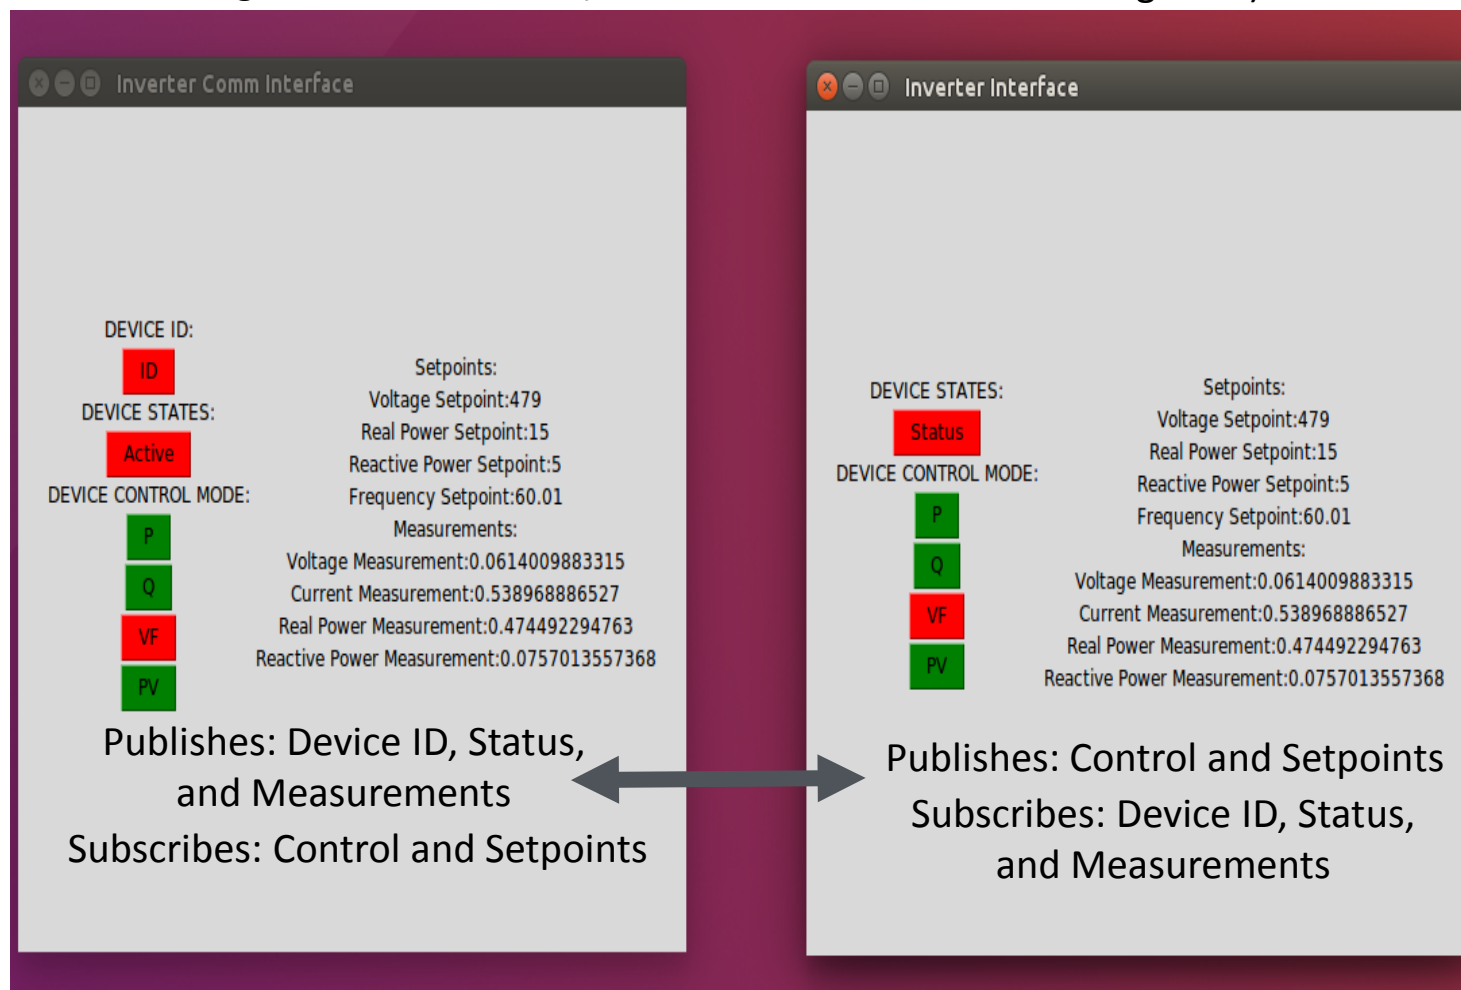 Inverter Comm Interface
DEVICE ID:
ID
DEVICE STATES:
Active
DEVICE CONTROL MODE:
P
Q
VF
PV
Setpoints:
Voltage Setpoint:479
Real Power Setpoint:15
Reactive Power Setpoint:5
Frequency Setpoint:60.01
Measurements:
Voltage Measurement:0.0614009883315
Current Measurement:0.538968886527
Real Power Measurement:0.474492294763
Reactive Power Measurement:0.0757013557368
Publishes: Device ID, Status,
and Measurements
Subscribes: Control and Setpoints
Inverter Interface
DEVICE STATES:
Status
DEVICE CONTROL MODE:
P
Q
VF
PV
Setpoints:
Voltage Setpoint:479
Real Power Setpoint:15
Reactive Power Setpoint:5
Frequency Setpoint:60.01
Measurements:
Voltage Measurement:0.0614009883315
Current Measurement:0.538968886527
Real Power Measurement:0.474492294763
Reactive Power Measurement:0.0757013557368
Publishes: Control and Setpoints
Subscribes: Device ID, Status,
and Measurements